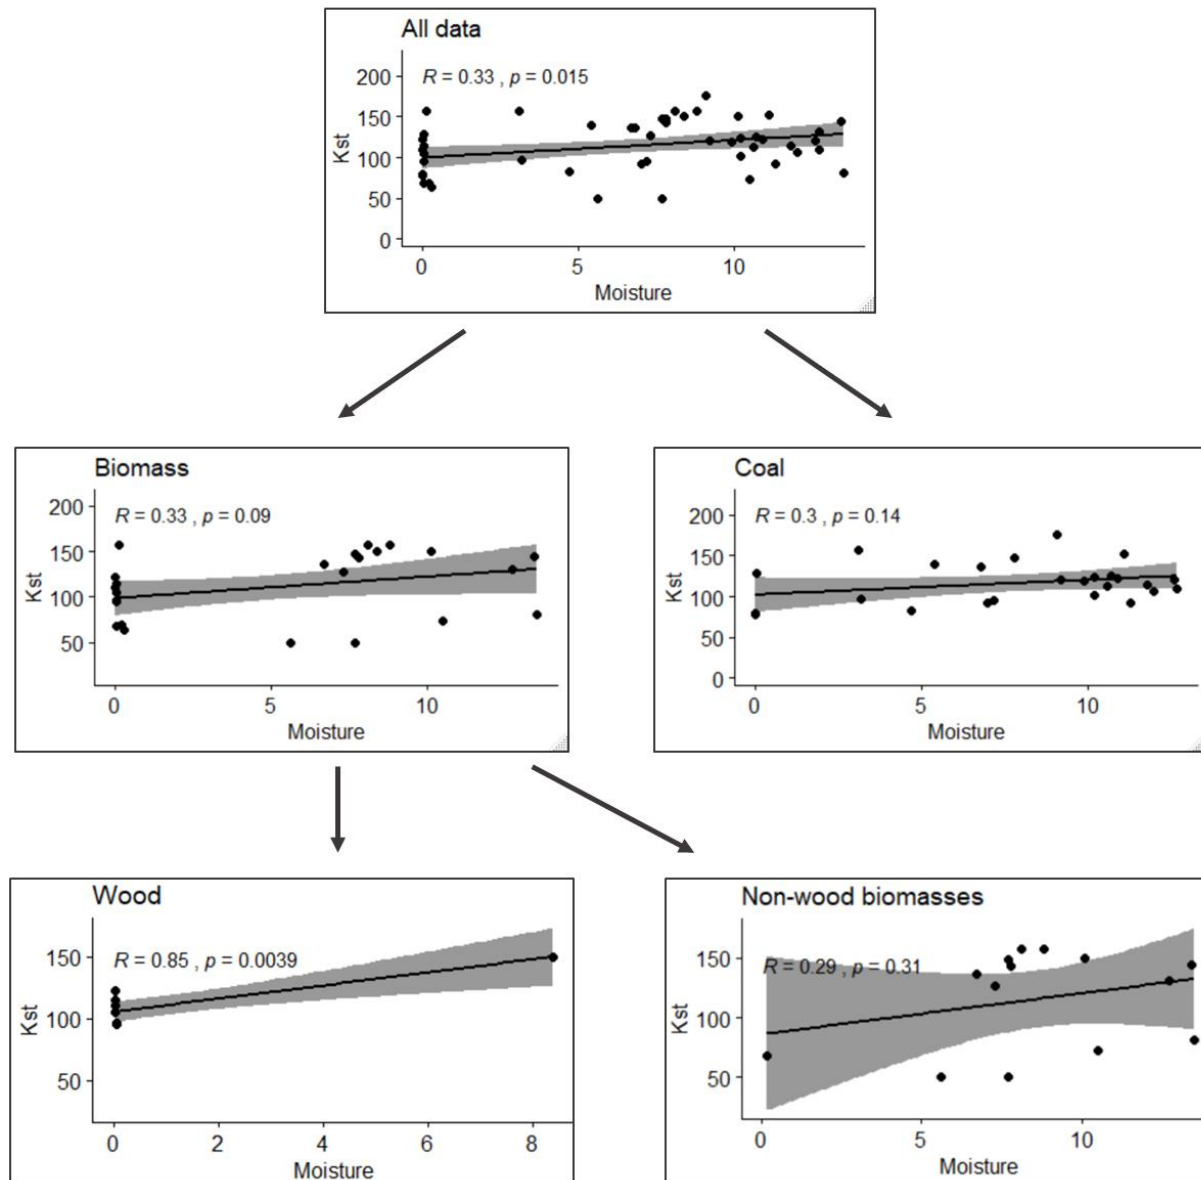 All data
R = 0.33 , p = 0.015
200
150
100
50
0
Kst
0 5 10
Moisture
Biomass
R = 0.33 , p = 0.09
200
150
100
50
Kst
0 5 10
Moisture
Coal
R = 0.3 , p = 0.14
200
150
100
50
0
Kst
0 5 10
Moisture
Wood
R = 0.85 , p = 0.0039
150
100
50
Kst
0 2 4 6 8
Moisture
Non-wood biomasses
R = 0.29 , p = 0.31
150
100
50
Kst
0 5 10
Moisture